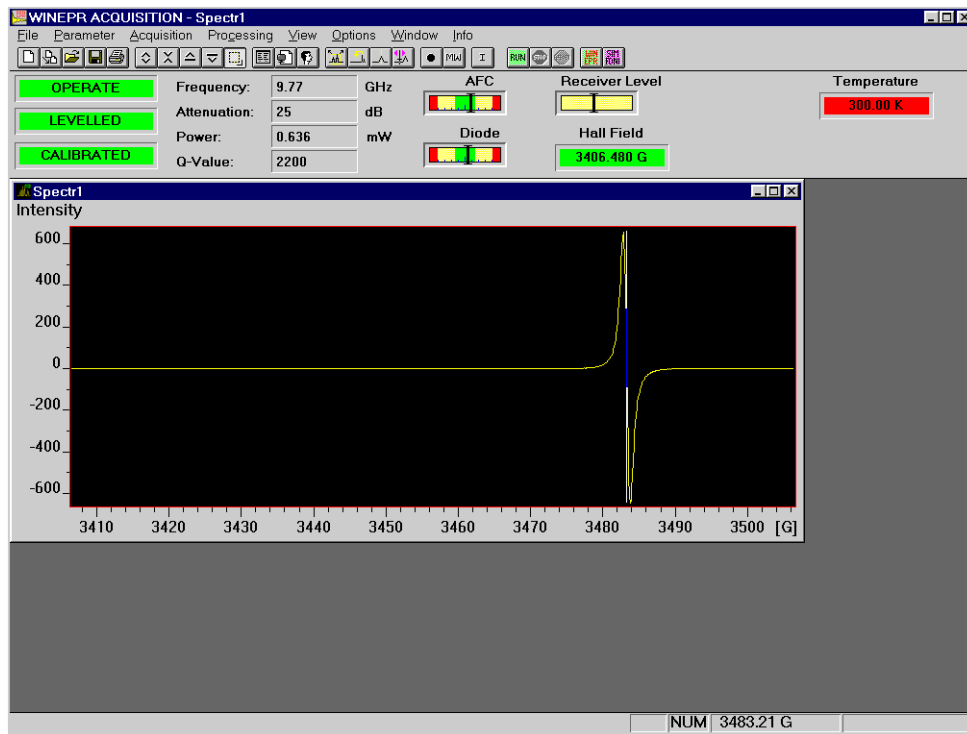 WINEPR ACQUISITION - Spectr1
File Parameter Acquisition Processing View Options Window Info
MW I RUN
OPERATE Frequency: 9.77 GHz AFC Receiver Level Temperature
LEVELLED Attenuation: 25 dB 300.00 K
Power: 0.636 mW Diode Hall Field
CALIBRATED Q-Value: 2200 3406.480 G
Spectr1
Intensity
600
400
200
0
-200
-400
-600
3410 3420 3430 3440 3450 3460 3470 3480 3490 3500 [G]
NUM 3483.21 G